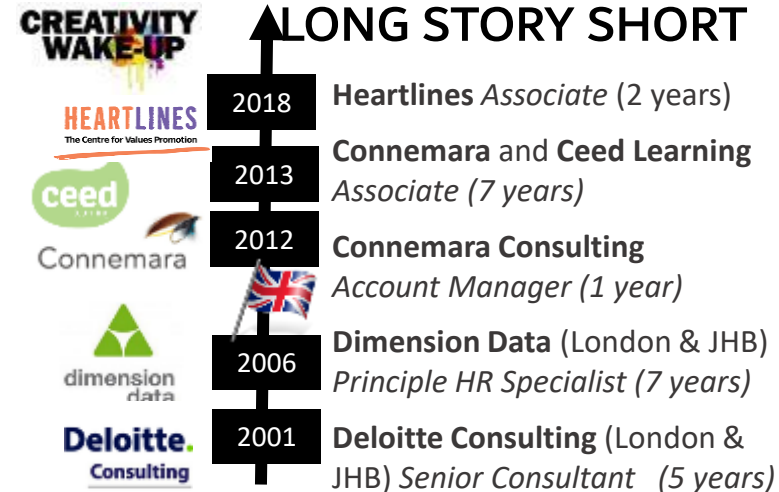 CREATIVITY
WAKE-UP
LONG STORY SHORT
HEARTLINES
The Centre for Values Promotion
2018
Heartlines Associate (2 years)
ceed
2013
Connemara and Ceed Learning
Associate (7 years)
Connemara
2012
Connemara Consulting
Account Manager (1 year)
dimension
data
2006
Dimension Data (London & JHB)
Principle HR Specialist (7 years)
Deloitte.
Consulting
2001
Deloitte Consulting (London &
JHB) Senior Consultant (5 years)